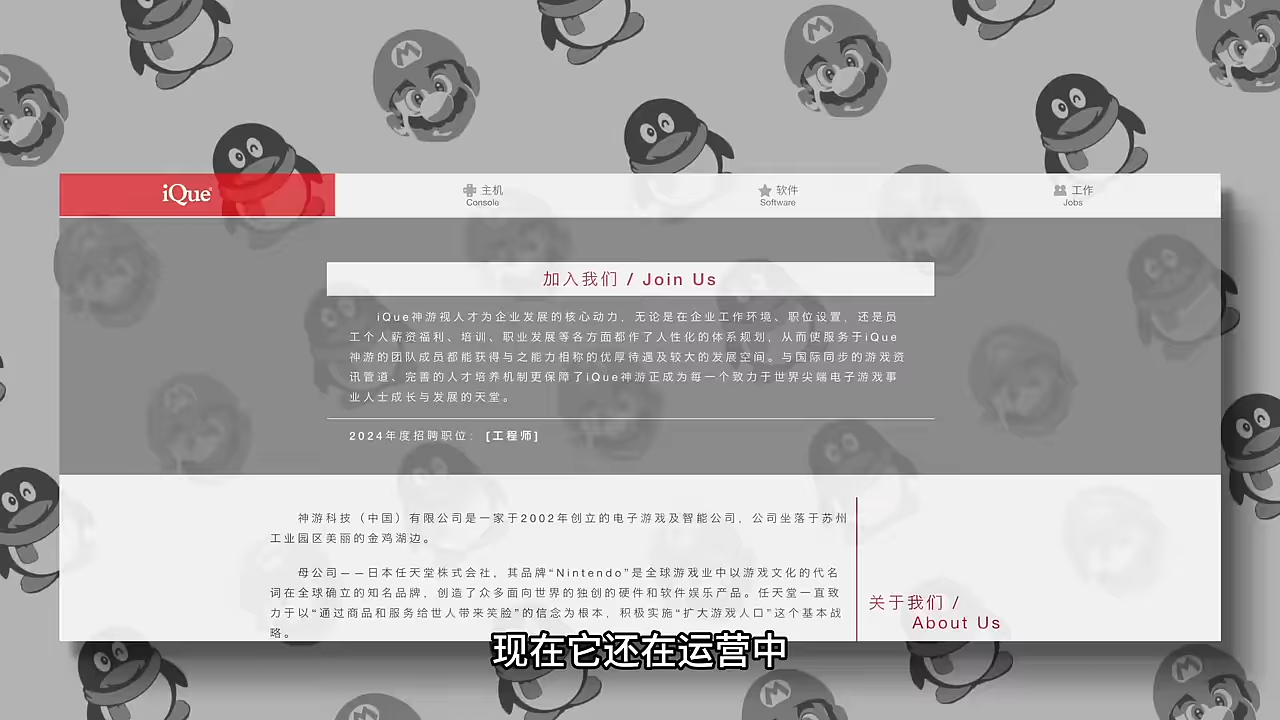 iQue
主机
Console
软件
Software
工作
Jobs
加入我们 / Join Us
iQue神游视人才为企业发展的核心动力，无论是在企业工作环境、职位设置，还是员
工个人薪资福利、培训、职业发展等各方面都作了人性化的体系规划，从而使服务于iQue
神游的团队成员都能获得与之能力相称的优厚待遇及较大的发展空间。与国际同步的游戏资
讯管道、完善的人才培养机制更保障了iQue神游正成为每一个致力于世界尖端电子游戏事
业人士成长与发展的天堂。
2024年度招聘职位： [工程师]
神游科技（中国）有限公司是一家于2002年创立的电子游戏及智能公司，公司坐落于苏州
工业园区美丽的金鸡湖边。
母公司——日本任天堂株式会社，其品牌“Nintendo”是全球游戏业中以游戏文化的代名
词在全球确立的知名品牌，创造了众多面向世界的独创的硬件和软件娱乐产品。任天堂一直致
力于以“通过商品和服务给世人带来笑脸”的信念为根本，积极实施“扩大游戏人口”这个基本战
略。
关于我们 /
About Us
现在它还在运营中